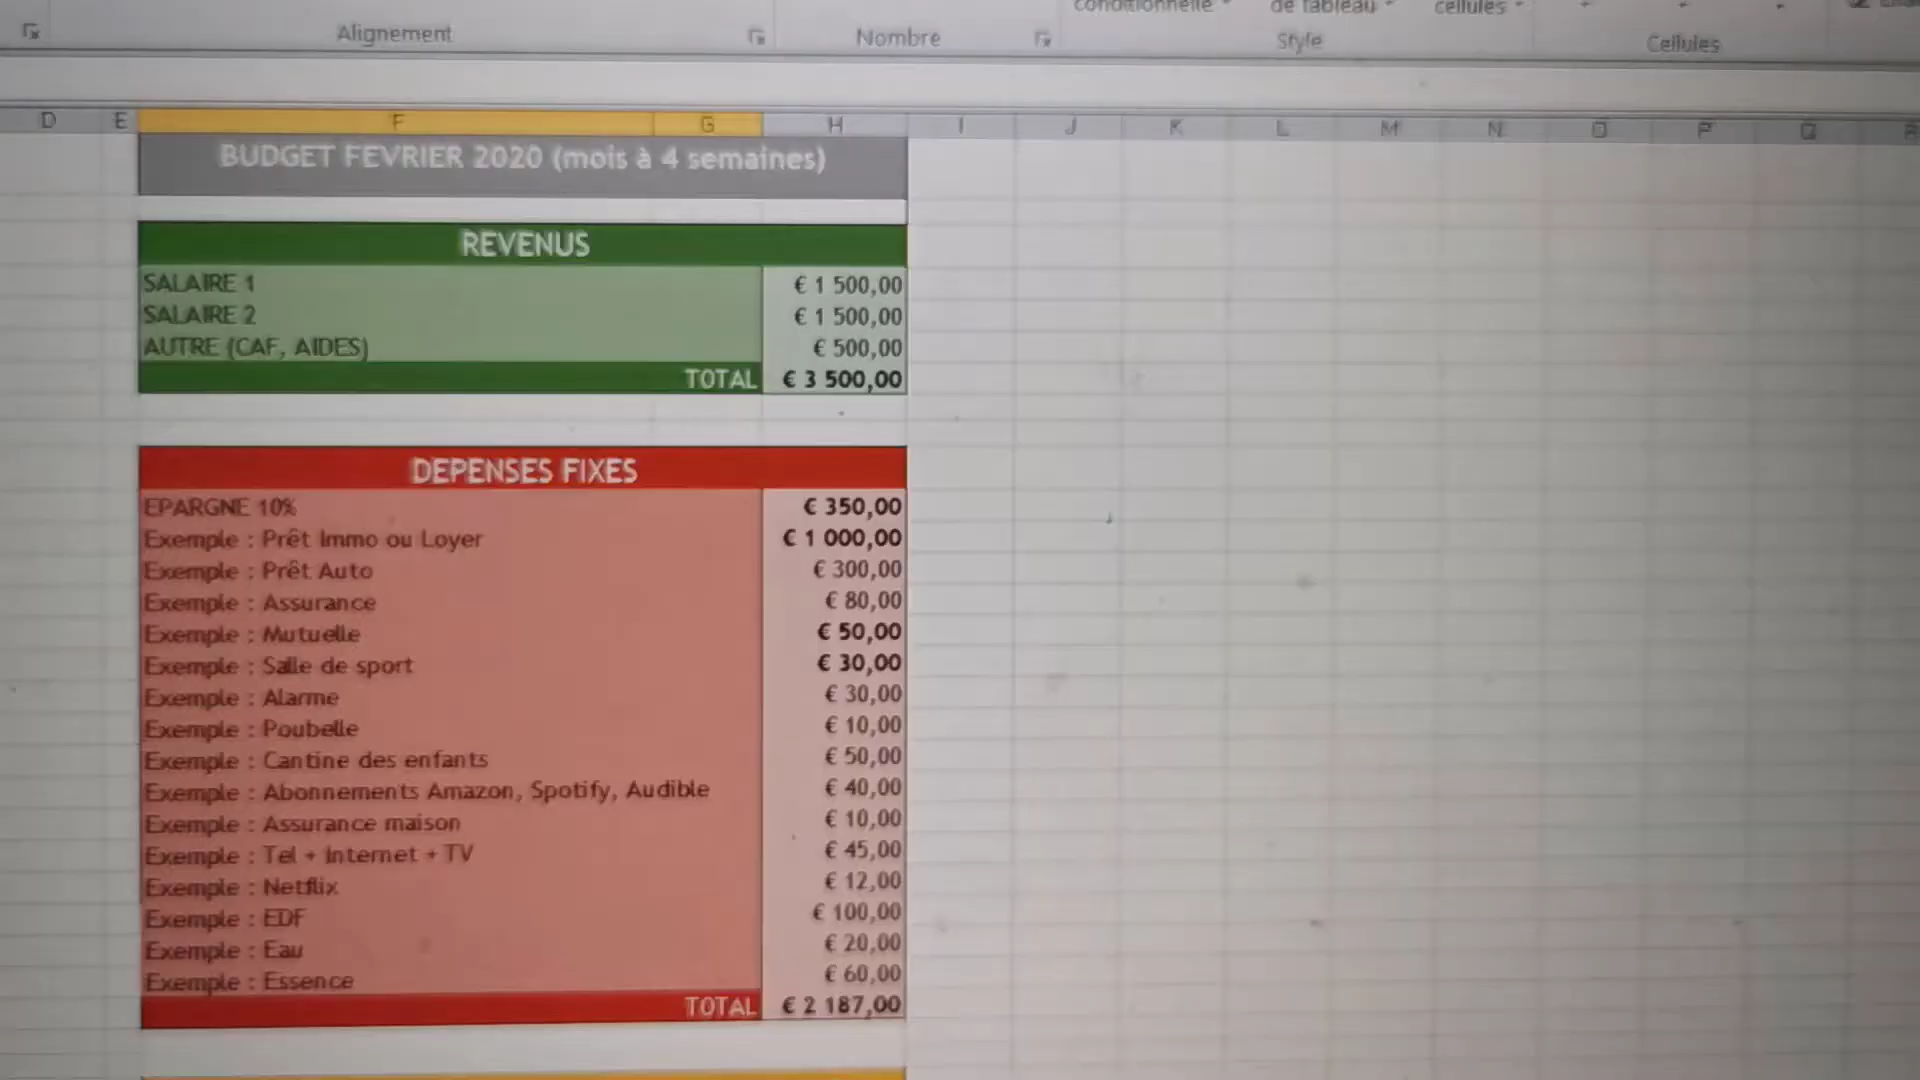 conditionnelle de tableau cellules
Alignement Nombre Style Cellules
D E F G H I J K L M N O P Q R
BUDGET FEVRIER 2020 (mois à 4 semaines)
REVENUS
SALAIRE 1 € 1 500,00
SALAIRE 2 € 1 500,00
AUTRE (CAF, AIDES) € 500,00
TOTAL € 3 500,00
DEPENSES FIXES
EPARGNE 10% € 350,00
Exemple : Prêt Immo ou Loyer € 1 000,00
Exemple : Prêt Auto € 300,00
Exemple : Assurance € 80,00
Exemple : Mutuelle € 50,00
Exemple : Salle de sport € 30,00
Exemple : Alarme € 30,00
Exemple : Poubelle € 10,00
Exemple : Cantine des enfants € 50,00
Exemple : Abonnements Amazon, Spotify, Audible € 40,00
Exemple : Assurance maison € 10,00
Exemple : Tel + Internet + TV € 45,00
Exemple : Netflix € 12,00
Exemple : EDF € 100,00
Exemple : Eau € 20,00
Exemple : Essence € 60,00
TOTAL € 2 187,00